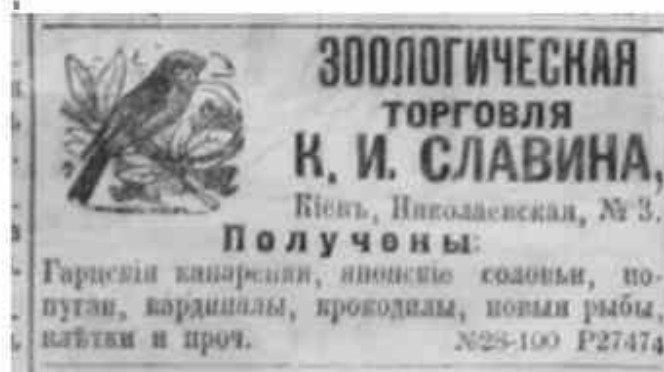 ЗООЛОГИЧЕСКАЯ
ТОРГОВЛЯ
К. И. СЛАВИНА,
Кіевъ, Николаевская, № 3.
Получены:
Гарцскія канарейки, японскіе соловьи, по-
пугаи, кардиналы, крокодилы, новыя рыбы,
клѣтки и проч. №28-100 Р27474